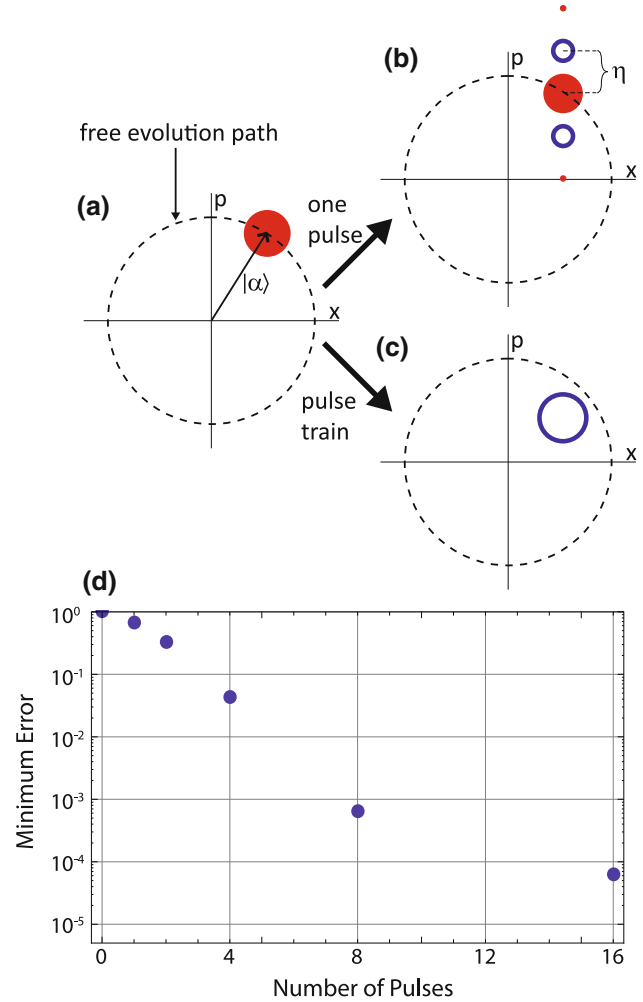 (a)
free evolution path
p
x
|α⟩
one
pulse
pulse
train
(b)
p
x
η
(c)
p
x
(d)
Minimum Error
10⁰
10⁻¹
10⁻²
10⁻³
10⁻⁴
10⁻⁵
0 4 8 12 16
Number of Pulses